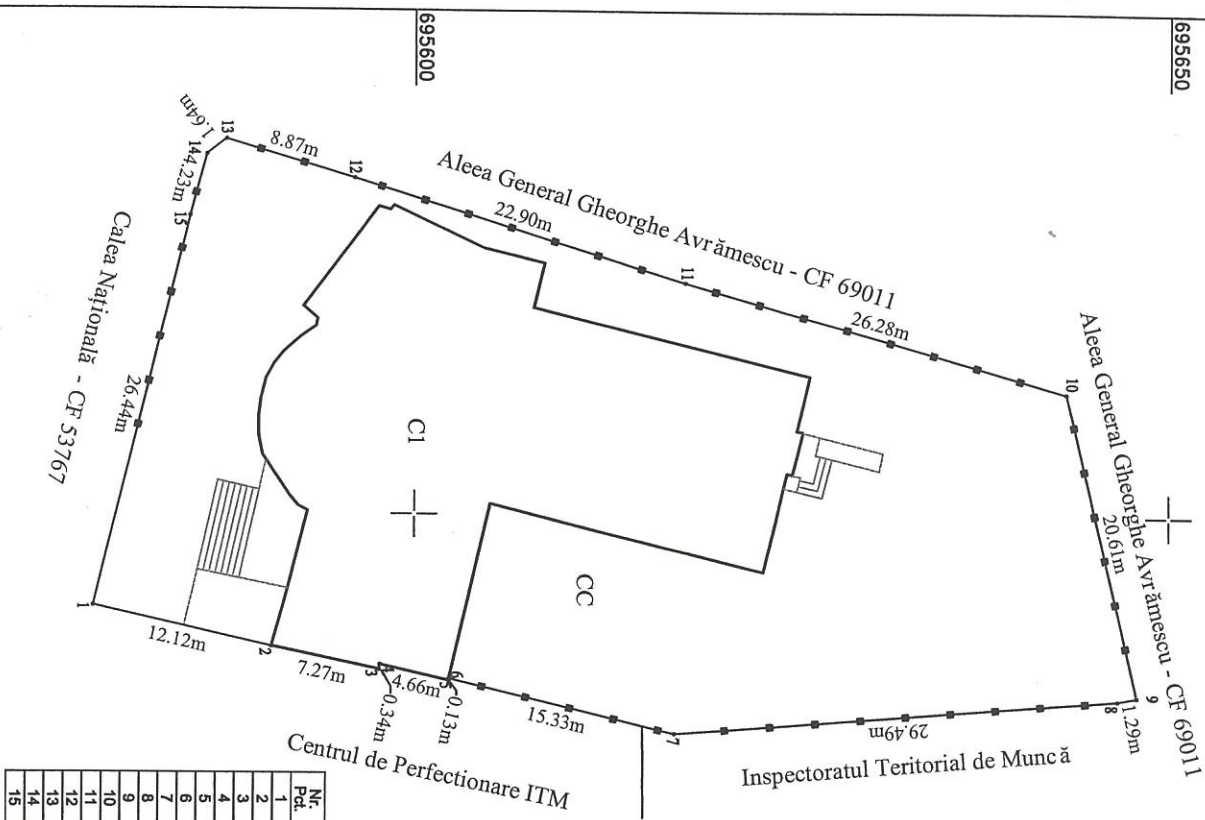 695600
695650
Aleea General Gheorghe Avrămescu - CF 69011
Aleea General Gheorghe Avrămescu - CF 69011
Calea Națională - CF 53767
Centrul de Perfectionare ITM
Inspectoratul Teritorial de Muncă
C1
CC
13
8.87m
12
22.90m
11
26.28m
10
20.61m
9
1.29m
8
29.49m
7
15.33m
6
0.13m
5
4.66m
4
0.34m
3
7.27m
2
12.12m
1
26.44m
15
4.23m
14
1.64m
Nr.
Pct.
1
2
3
4
5
6
7
8
9
10
11
12
13
14
15